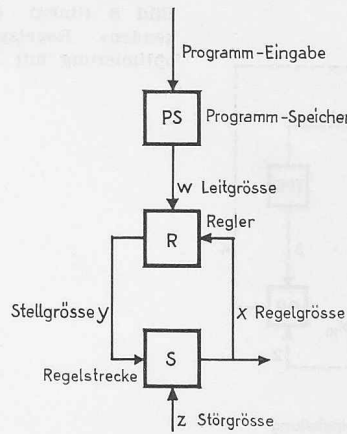 Programm-Eingabe
PS Programm-Speicher
w Leitgrösse
Regler
R
Stellgrösse y
x Regelgrösse
S
Regelstrecke
z Störgrösse